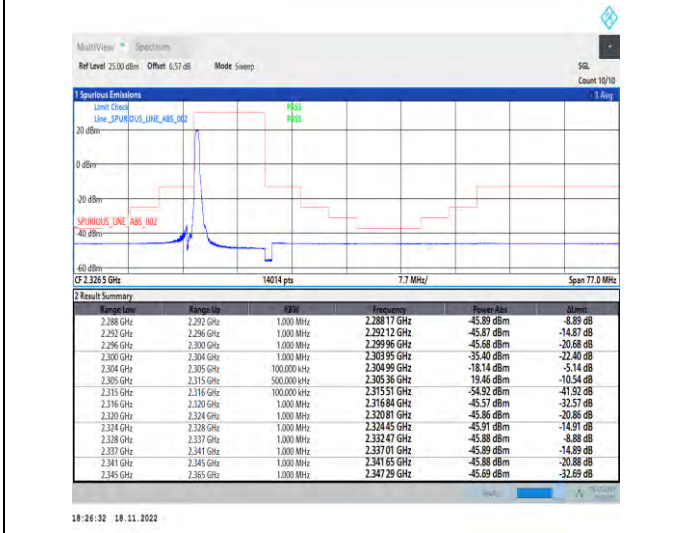 MultiView Spectrum
Ref Level 25.00 dBm Offset 6.57 dB Mode Sweep SGL
Count 10/10
1 Spurious Emissions 1 Avg
Limit Check PASS
Line _SPURIOUS_LINE_ABS_002 PASS
20 dBm
0 dBm
-20 dBm
SPURIOUS_LINE_ABS_002
-40 dBm
-60 dBm
CF 2.326 5 GHz 14014 pts 7.7 MHz/ Span 77.0 MHz
2 Result Summary
Range Low Range Up RBW Frequency Power Abs ΔLimit
2.288 GHz 2.292 GHz 1.000 MHz 2.288 17 GHz -45.89 dBm -8.89 dB
2.292 GHz 2.296 GHz 1.000 MHz 2.292 12 GHz -45.87 dBm -14.87 dB
2.296 GHz 2.300 GHz 1.000 MHz 2.299 96 GHz -45.68 dBm -20.68 dB
2.300 GHz 2.304 GHz 1.000 MHz 2.303 95 GHz -35.40 dBm -22.40 dB
2.304 GHz 2.305 GHz 100.000 kHz 2.304 99 GHz -18.14 dBm -5.14 dB
2.305 GHz 2.315 GHz 500.000 kHz 2.305 36 GHz 19.46 dBm -10.54 dB
2.315 GHz 2.316 GHz 100.000 kHz 2.315 51 GHz -54.92 dBm -41.92 dB
2.316 GHz 2.320 GHz 1.000 MHz 2.316 84 GHz -45.57 dBm -32.57 dB
2.320 GHz 2.324 GHz 1.000 MHz 2.320 81 GHz -45.86 dBm -20.86 dB
2.324 GHz 2.328 GHz 1.000 MHz 2.324 45 GHz -45.91 dBm -14.91 dB
2.328 GHz 2.337 GHz 1.000 MHz 2.332 47 GHz -45.88 dBm -8.88 dB
2.337 GHz 2.341 GHz 1.000 MHz 2.337 01 GHz -45.89 dBm -14.89 dB
2.341 GHz 2.345 GHz 1.000 MHz 2.341 65 GHz -45.88 dBm -20.88 dB
2.345 GHz 2.365 GHz 1.000 MHz 2.347 29 GHz -45.69 dBm -32.69 dB
18:26:32 18.11.2022